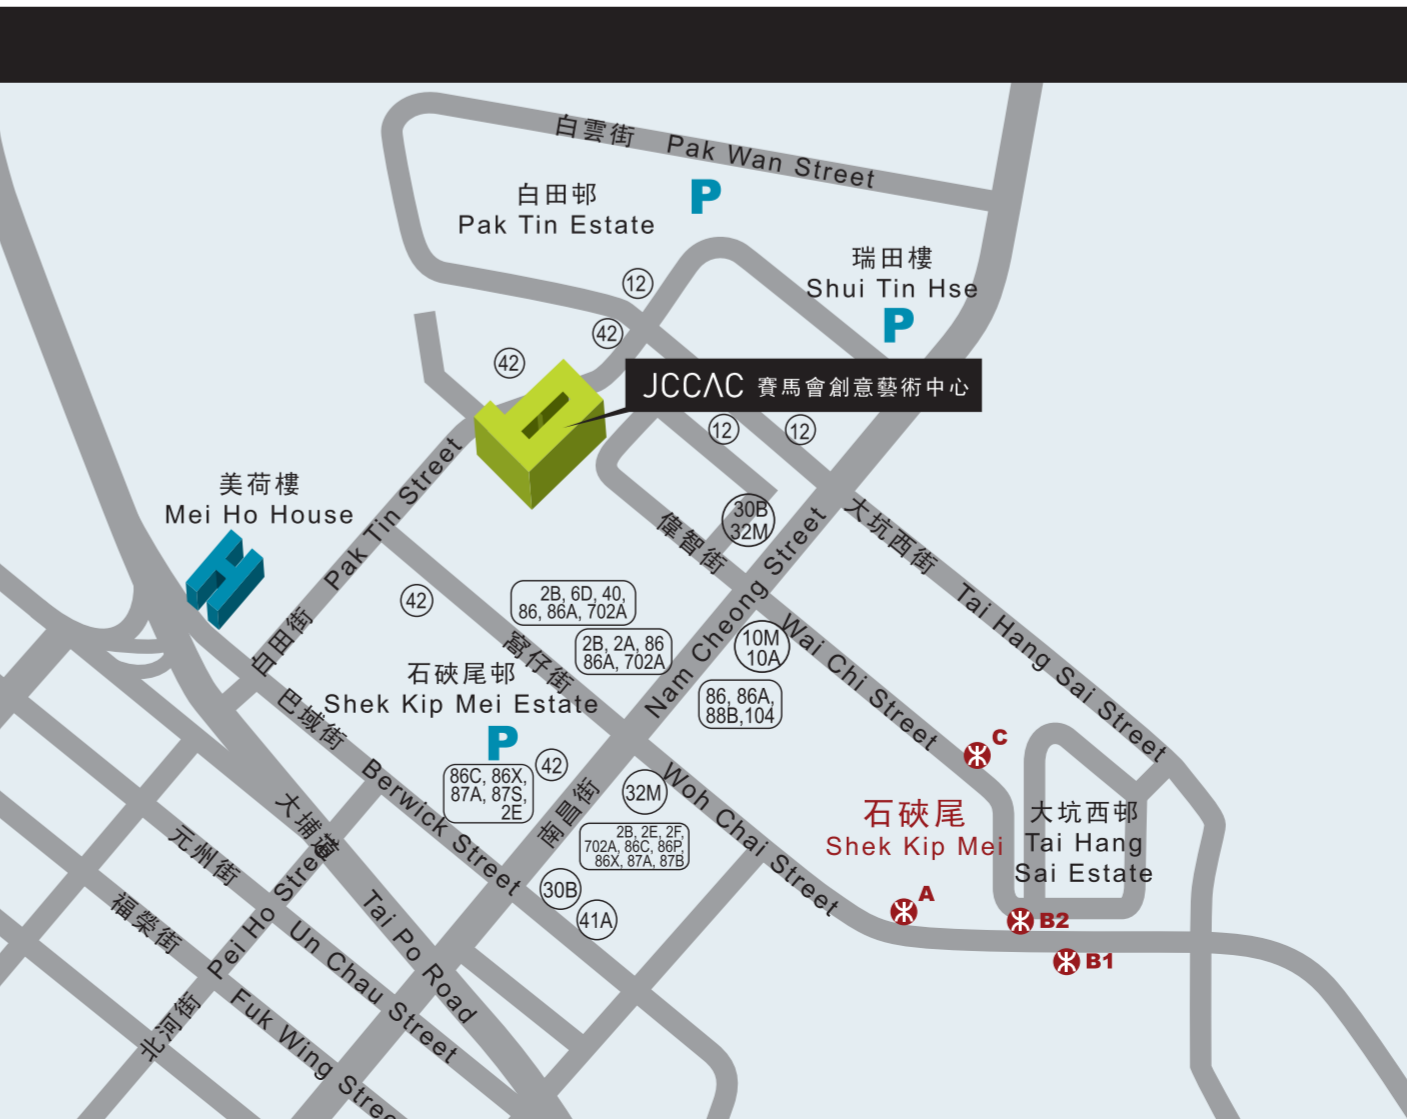 白雲街 Pak Wan Street
白田邨
Pak Tin Estate
P
瑞田樓
Shui Tin Hse
P
12
42
42
JCCAC 賽馬會創意藝術中心
12
12
美荷樓
Mei Ho House
白田街 Pak Tin Street
偉智街 Wai Chi Street
30B
32M
大坑西街 Tai Hang Sai Street
42
2B, 6D, 40,
86, 86A, 702A
2B, 2A, 86
86A, 702A
窩仔街 Woh Chai Street
南昌街 Nam Cheong Street
10M
10A
86, 86A,
88B,104
石硤尾邨
Shek Kip Mei Estate
P
巴域街 Berwick Street
86C, 86X,
87A, 87S,
2E
42
32M
2B, 2E, 2F,
702A, 86C, 86P,
86X, 87A, 87B
30B
41A
C
石硤尾
Shek Kip Mei
大坑西邨
Tai Hang
Sai Estate
A
B2
B1
大埔道 Tai Po Road
元州街 Un Chau Street
福榮街 Fuk Wing Stree
北河街 Pei Ho Street